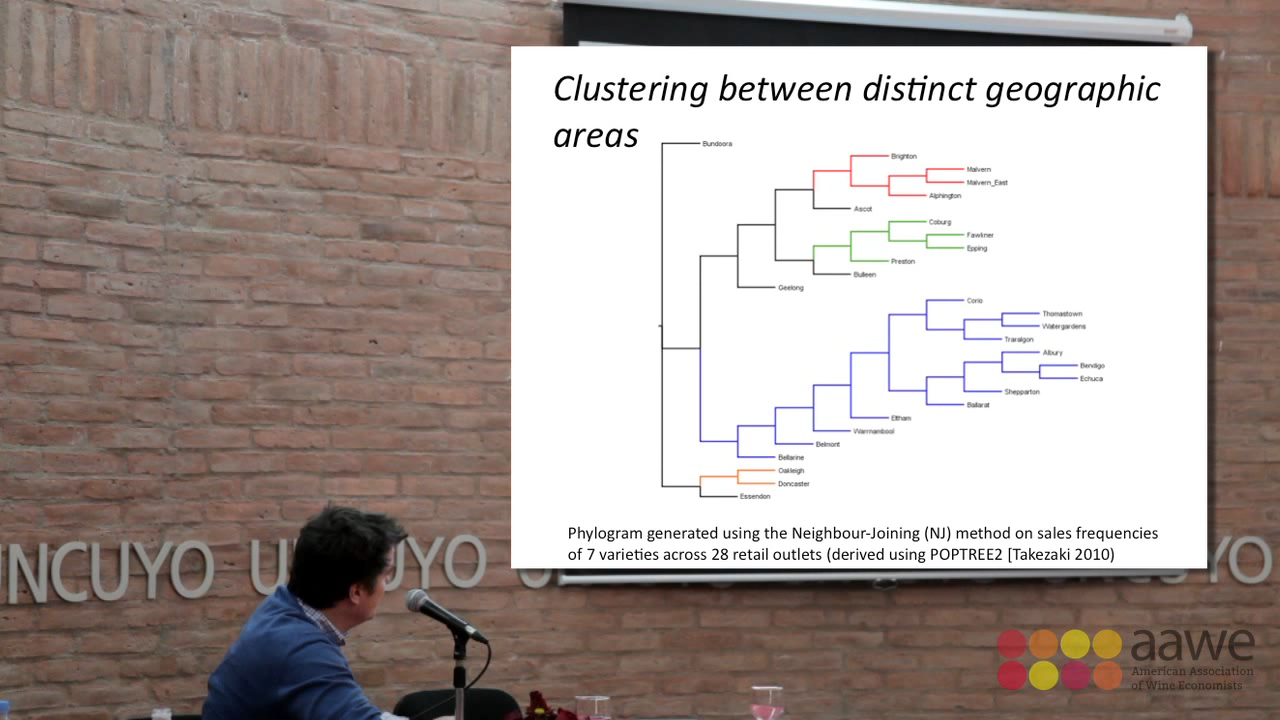 Clustering between distinct geographic
areas
Bundoora
Brighton
Malvern
Malvern_East
Alphington
Ascot
Coburg
Fawkner
Epping
Preston
Bulleen
Geelong
Corio
Thomastown
Watergardens
Traralgon
Albury
Bendigo
Echuca
Shepparton
Ballarat
Eltham
Warrnambool
Belmont
Bellarine
Oakleigh
Doncaster
Essendon
Phylogram generated using the Neighbour-Joining (NJ) method on sales frequencies
of 7 varieties across 28 retail outlets (derived using POPTREE2 [Takezaki 2010)
UNCUYO
aawe
American Association
of Wine Economists